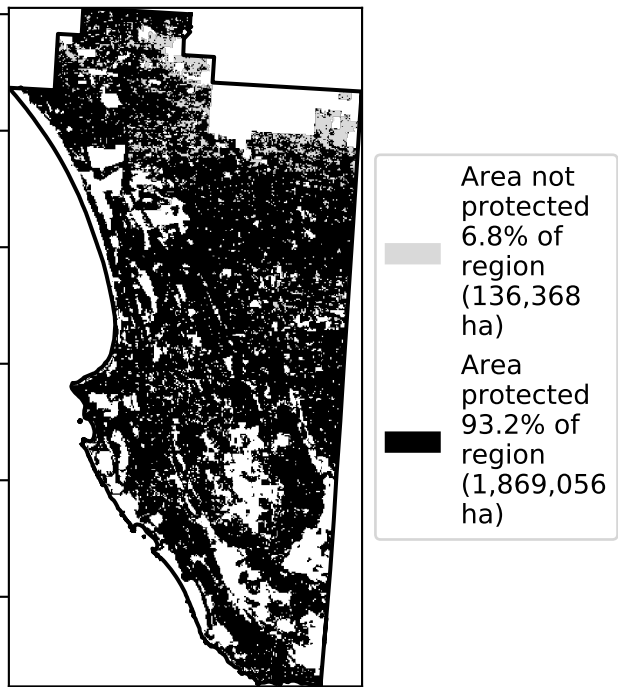 Area not
protected
6.8% of
region
(136,368
ha)
Area
protected
93.2% of
region
(1,869,056
ha)